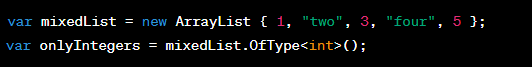 var mixedList = new ArrayList { 1, "two", 3, "four", 5 };
var onlyIntegers = mixedList.OfType<int>();